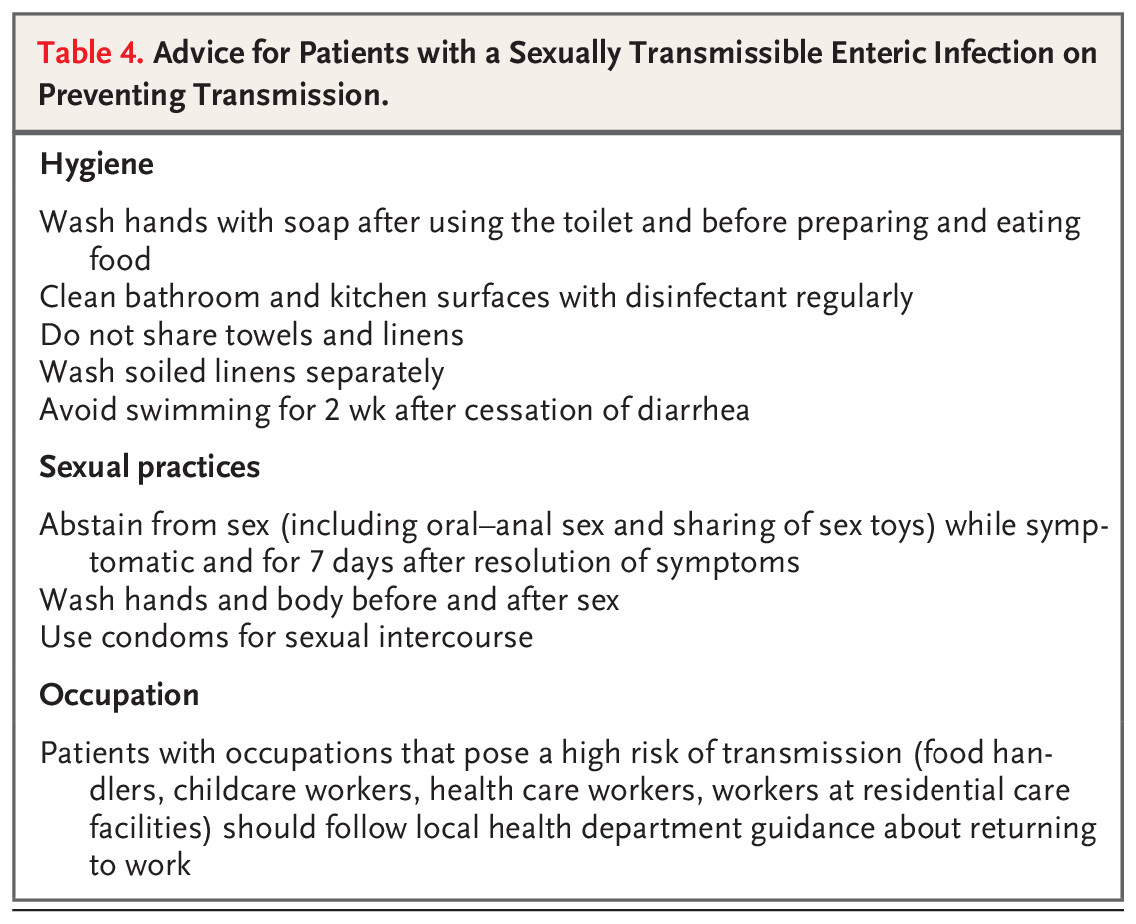 Table 4. Advice for Patients with a Sexually Transmissible Enteric Infection on
Preventing Transmission.
Hygiene
Wash hands with soap after using the toilet and before preparing and eating
food
Clean bathroom and kitchen surfaces with disinfectant regularly
Do not share towels and linens
Wash soiled linens separately
Avoid swimming for 2 wk after cessation of diarrhea
Sexual practices
Abstain from sex (including oral–anal sex and sharing of sex toys) while symp-
tomatic and for 7 days after resolution of symptoms
Wash hands and body before and after sex
Use condoms for sexual intercourse
Occupation
Patients with occupations that pose a high risk of transmission (food han-
dlers, childcare workers, health care workers, workers at residential care
facilities) should follow local health department guidance about returning
to work